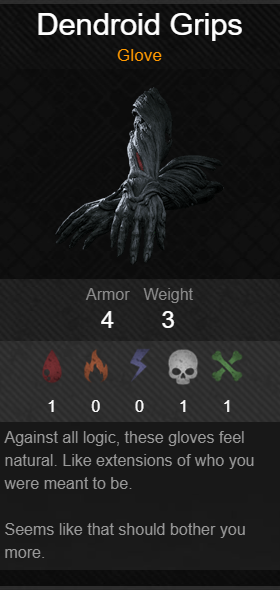 Dendroid Grips
Glove
Armor Weight
4 3
1 0 0 1 1
Against all logic, these gloves feel
natural. Like extensions of who you
were meant to be.
Seems like that should bother you
more.